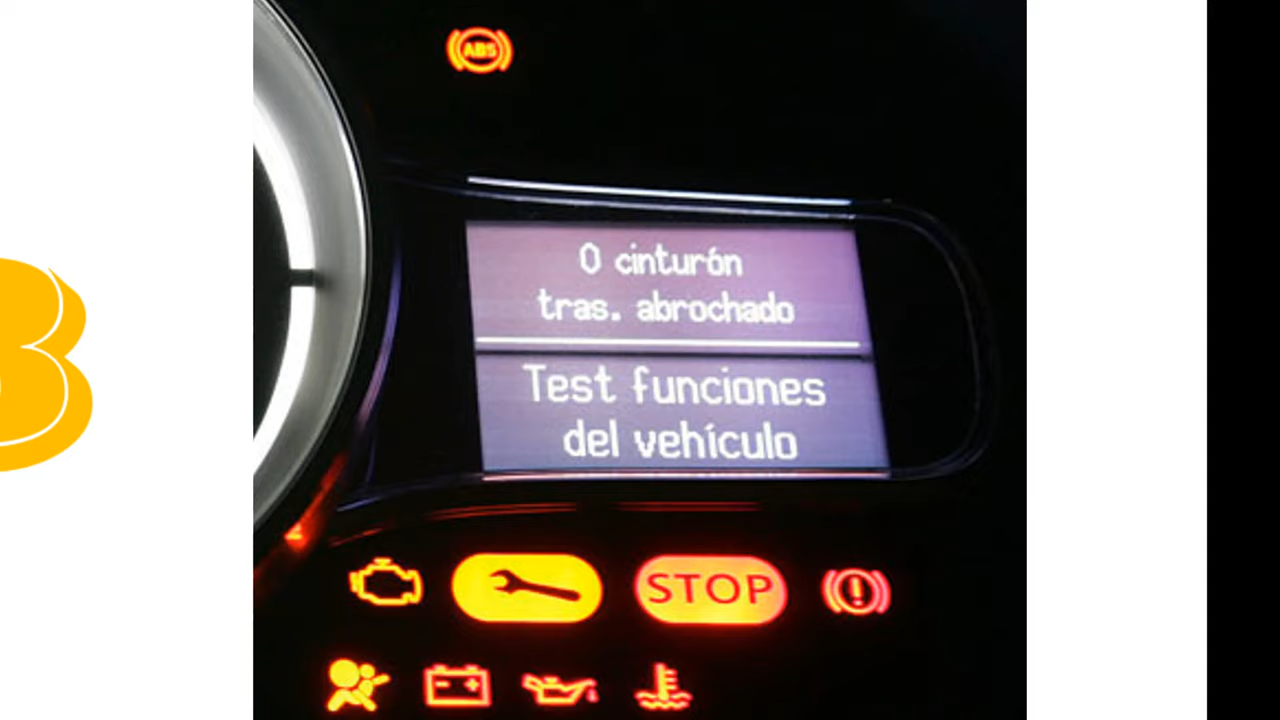 ABS
0 cinturón
tras. abrochado
Test funciones
del vehículo
STOP
B